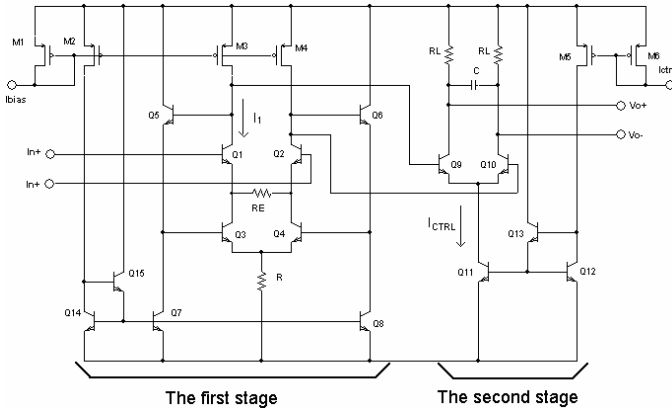 M1
M2
M3
M4
RL
RL
M5
M6
C
Ictrl
Ibias
Q5
I1
Q6
Vo+
Vo-
In+
Q1
Q2
Q9
Q10
In+
RE
ICTRL
Q3
Q4
Q13
Q15
R
Q11
Q12
Q14
Q7
Q8
The first stage
The second stage